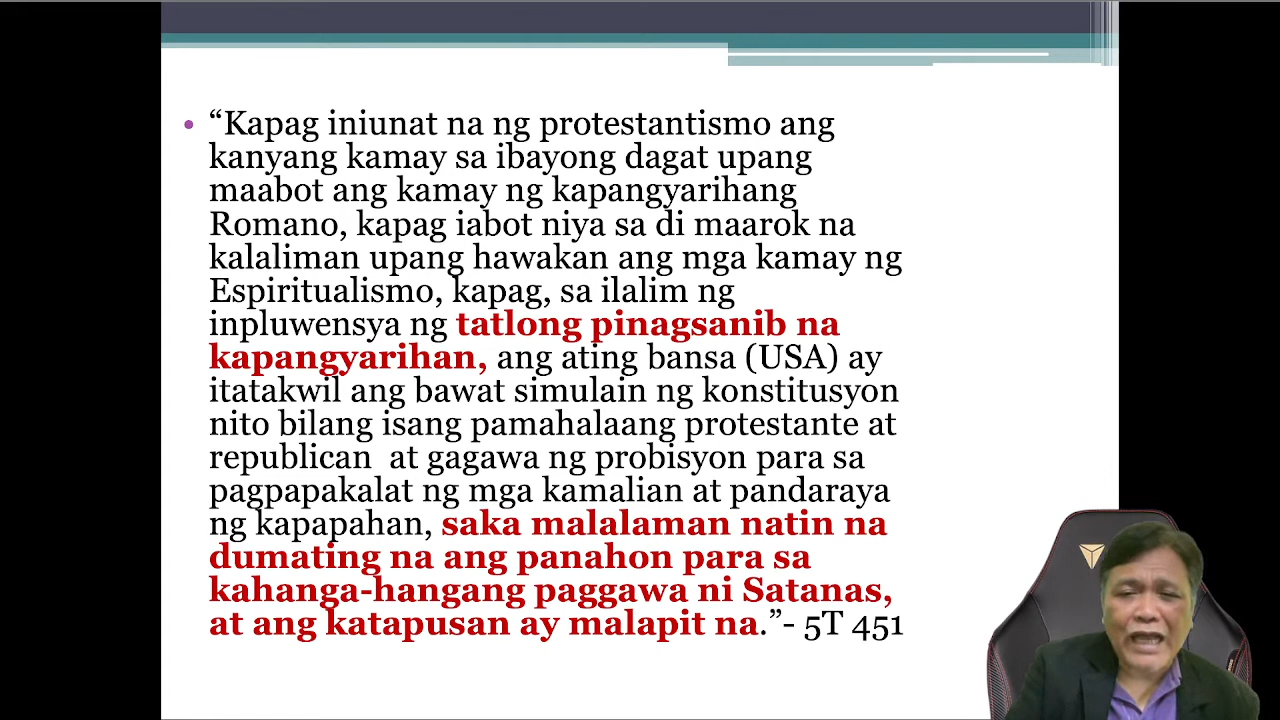 • “Kapag iniunat na ng protestantismo ang
kanyang kamay sa ibayong dagat upang
maabot ang kamay ng kapangyarihang
Romano, kapag iabot niya sa di maarok na
kalaliman upang hawakan ang mga kamay ng
Espiritualismo, kapag, sa ilalim ng
inpluwensya ng tatlong pinagsanib na
kapangyarihan, ang ating bansa (USA) ay
itatakwil ang bawat simulain ng konstitusyon
nito bilang isang pamahalaang protestante at
republican  at gagawa ng probisyon para sa
pagpapakalat ng mga kamalian at pandaraya
ng kapapahan, saka malalaman natin na
dumating na ang panahon para sa
kahanga-hangang paggawa ni Satanas,
at ang katapusan ay malapit na.”- 5T 451